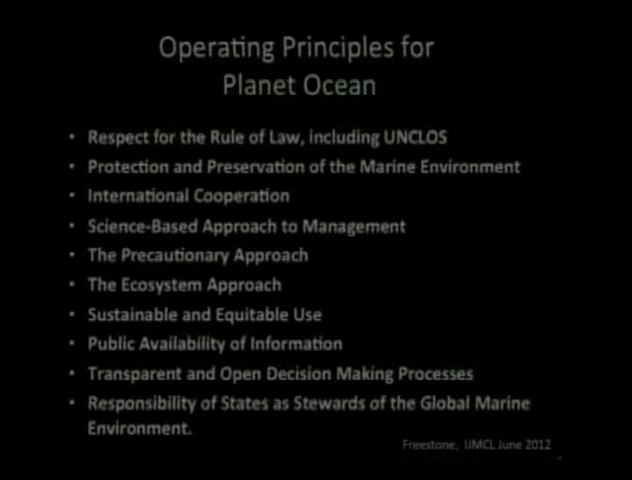 Operating Principles for
Planet Ocean
• Respect for the Rule of Law, including UNCLOS
• Protection and Preservation of the Marine Environment
• International Cooperation
• Science-Based Approach to Management
• The Precautionary Approach
• The Ecosystem Approach
• Sustainable and Equitable Use
• Public Availability of Information
• Transparent and Open Decision Making Processes
• Responsibility of States as Stewards of the Global Marine
Environment.
Freestone, IJMCL June 2012